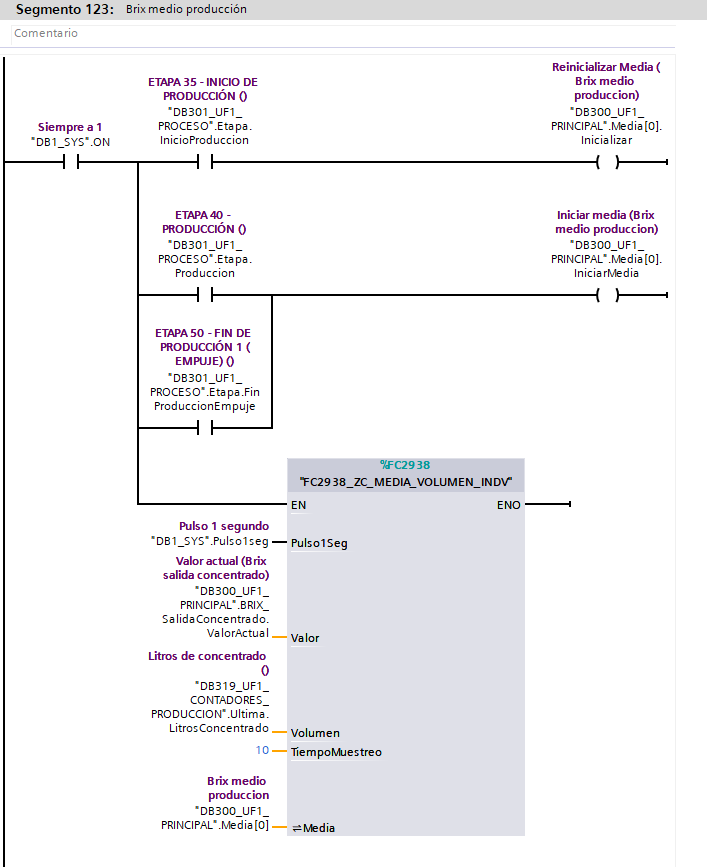 Segmento 123: Brix medio producción
Comentario
Siempre a 1
"DB1_SYS".ON
ETAPA 35 - INICIO DE
PRODUCCIÓN ()
"DB301_UF1_
PROCESO".Etapa.
InicioProduccion
Reinicializar Media (
Brix medio
produccion)
"DB300_UF1_
PRINCIPAL".Media[0].
Inicializar
ETAPA 40 -
PRODUCCIÓN ()
"DB301_UF1_
PROCESO".Etapa.
Produccion
Iniciar media (Brix
medio produccion)
"DB300_UF1_
PRINCIPAL".Media[0].
IniciarMedia
ETAPA 50 - FIN DE
PRODUCCIÓN 1 (
EMPUJE) ()
"DB301_UF1_
PROCESO".Etapa.Fin
ProduccionEmpuje
%FC2938
"FC2938_ZC_MEDIA_VOLUMEN_INDV"
EN ENO
Pulso 1 segundo
"DB1_SYS".Pulso1seg Pulso1Seg
Valor actual (Brix
salida concentrado)
"DB300_UF1_
PRINCIPAL".BRIX_
SalidaConcentrado.
ValorActual Valor
Litros de concentrado
()
"DB319_UF1_
CONTADORES_
PRODUCCION".Ultima.
LitrosConcentrado Volumen
10 TiempoMuestreo
Brix medio
produccion
"DB300_UF1_
PRINCIPAL".Media[0] Media